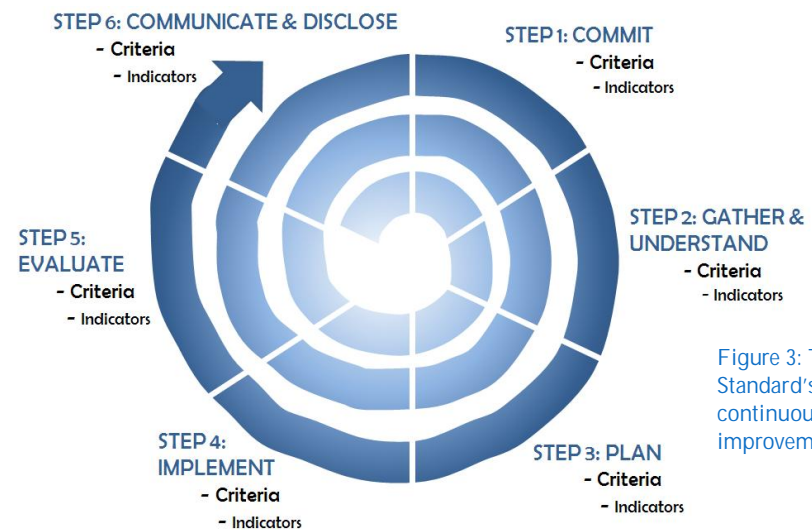 STEP 6: COMMUNICATE & DISCLOSE
- Criteria
- Indicators
STEP 1: COMMIT
- Criteria
- Indicators
STEP 2: GATHER &
UNDERSTAND
- Criteria
- Indicators
STEP 5:
EVALUATE
- Criteria
- Indicators
Figure 3:
Standard's
continuou
improvem
STEP 4:
IMPLEMENT
- Criteria
- Indicators
STEP 3: PLAN
- Criteria
- Indicators